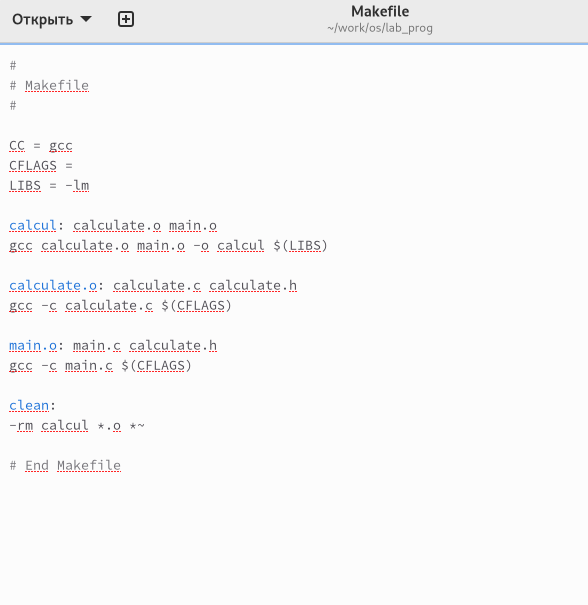 Открыть
Makefile
~/work/os/lab_prog
#
# Makefile
#
CC = gcc
CFLAGS =
LIBS = -lm
calcul: calculate.o main.o
gcc calculate.o main.o -o calcul $(LIBS)
calculate.o: calculate.c calculate.h
gcc -c calculate.c $(CFLAGS)
main.o: main.c calculate.h
gcc -c main.c $(CFLAGS)
clean:
-rm calcul *.o *~
# End Makefile